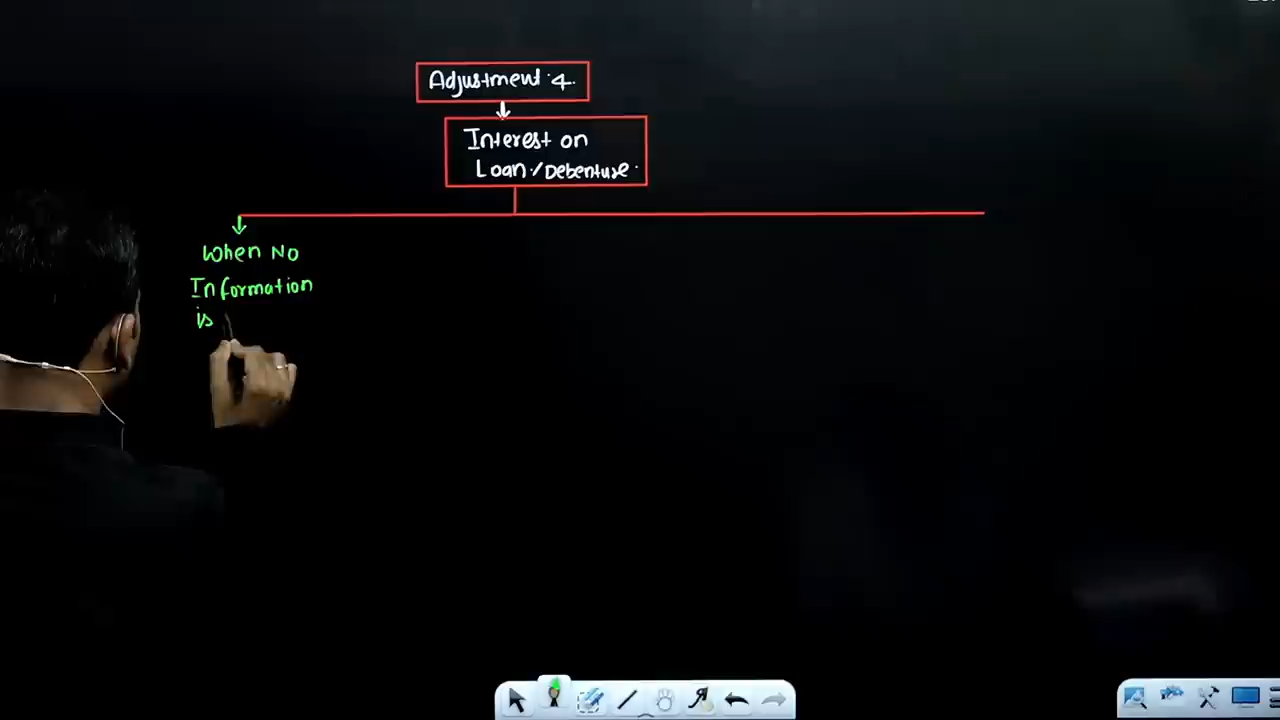 Adjustment 4.
Interest on
Loan/Debenture.
When No
Information
is